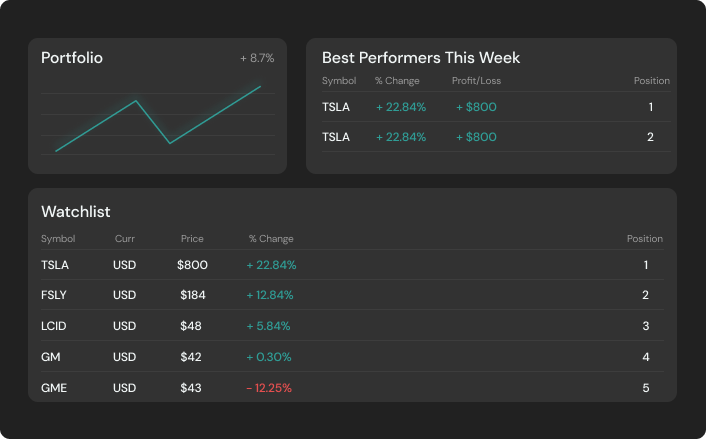 Portfolio + 8.7%
Best Performers This Week
Symbol % Change Profit/Loss Position
TSLA + 22.84% + $800 1
TSLA + 22.84% + $800 2
Watchlist
Symbol Curr Price % Change Position
TSLA USD $800 + 22.84% 1
FSLY USD $184 + 12.84% 2
LCID USD $48 + 5.84% 3
GM USD $42 + 0.30% 4
GME USD $43 - 12.25% 5